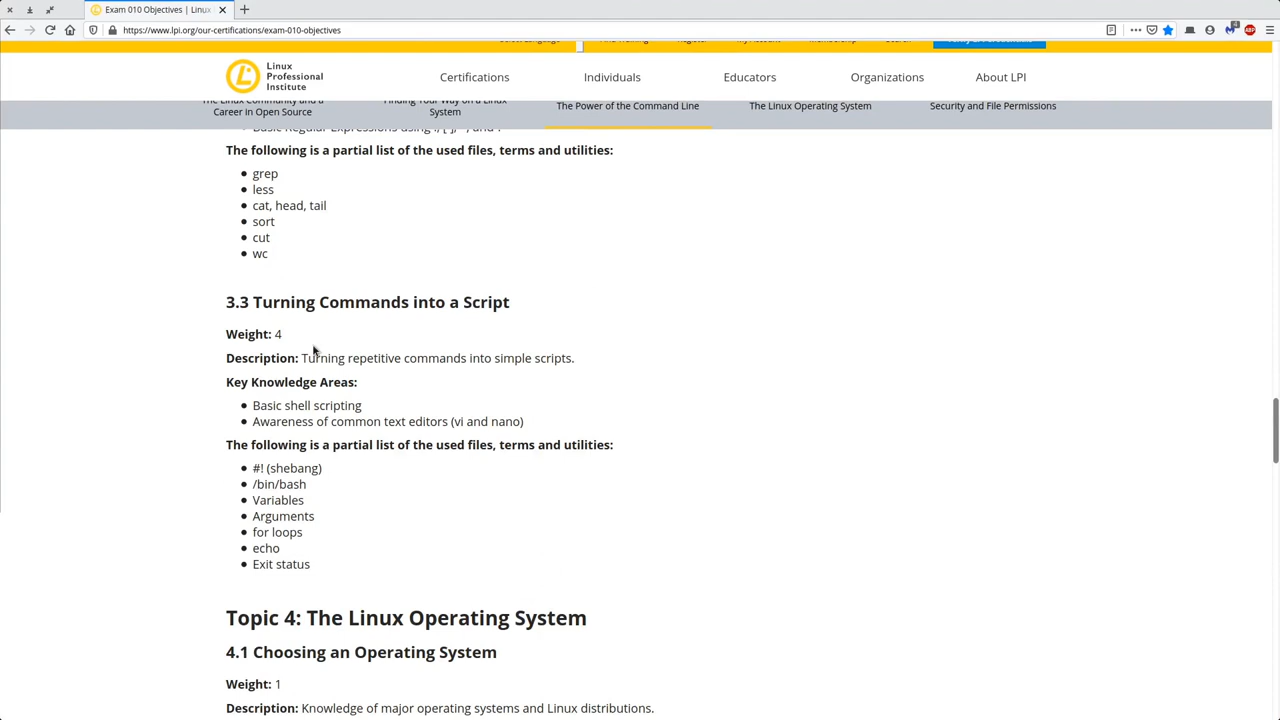 Exam 010 Objectives | Linux
https://www.lpi.org/our-certifications/exam-010-objectives
4
ABP
Linux
Professional
Institute
Certifications
Individuals
Educators
Organizations
About LPI
The Linux Community and a
Career in Open Source
Finding Your Way on a Linux
System
The Power of the Command Line
The Linux Operating System
Security and File Permissions
The following is a partial list of the used files, terms and utilities:
grep
less
cat, head, tail
sort
cut
wc
3.3 Turning Commands into a Script
Weight: 4
Description: Turning repetitive commands into simple scripts.
Key Knowledge Areas:
Basic shell scripting
Awareness of common text editors (vi and nano)
The following is a partial list of the used files, terms and utilities:
#! (shebang)
/bin/bash
Variables
Arguments
for loops
echo
Exit status
Topic 4: The Linux Operating System
4.1 Choosing an Operating System
Weight: 1
Description: Knowledge of major operating systems and Linux distributions.